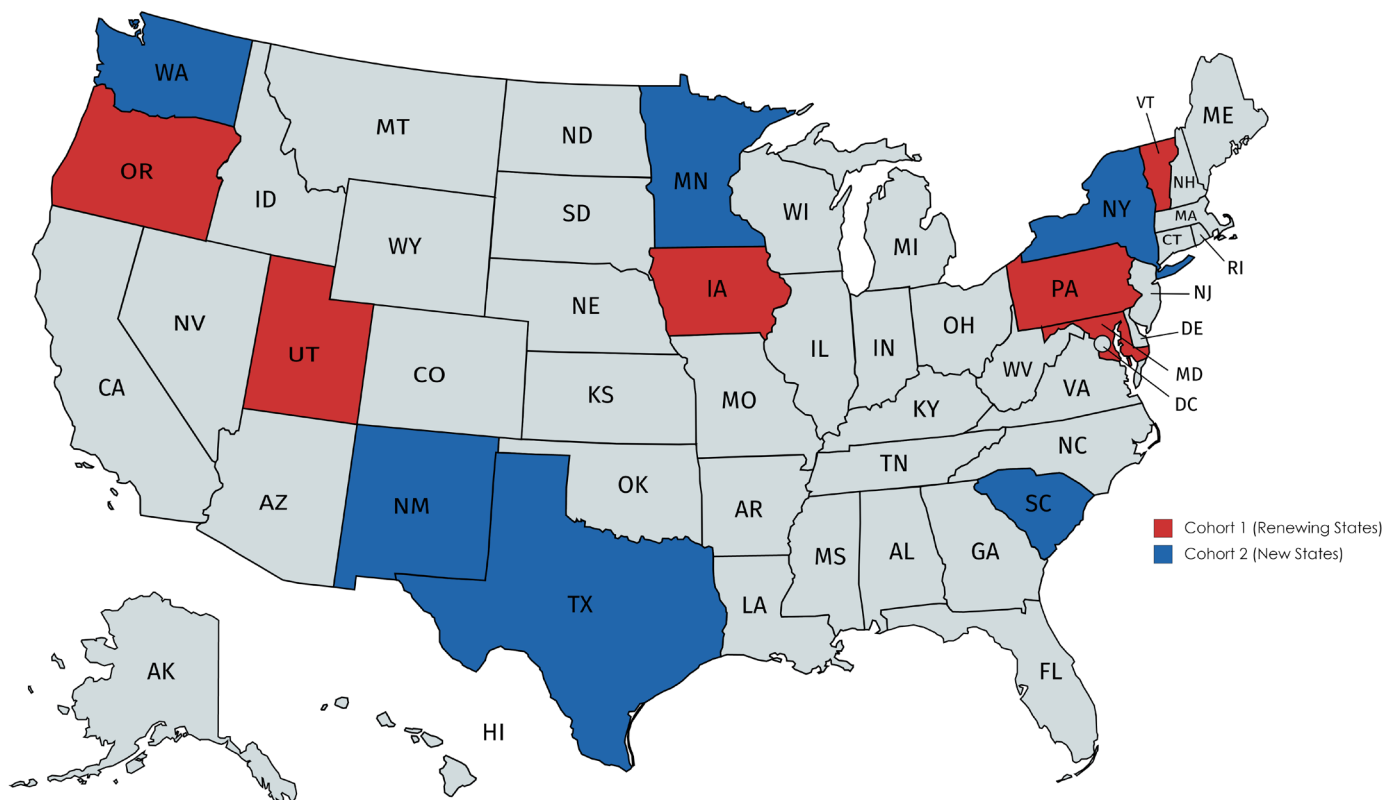 WA
MT
ND
MN
OR
ID
SD
WI
MI
WY
VT
ME
NH
NY
MA
CT
RI
IA
PA
NE
NJ
NV
OH
DE
UT
IL
IN
CO
WV
MD
CA
KS
MO
VA
DC
KY
NC
TN
OK
AZ
NM
AR
SC
Cohort 1 (Renewing States)
Cohort 2 (New States)
MS
AL
GA
TX
LA
AK
FL
HI